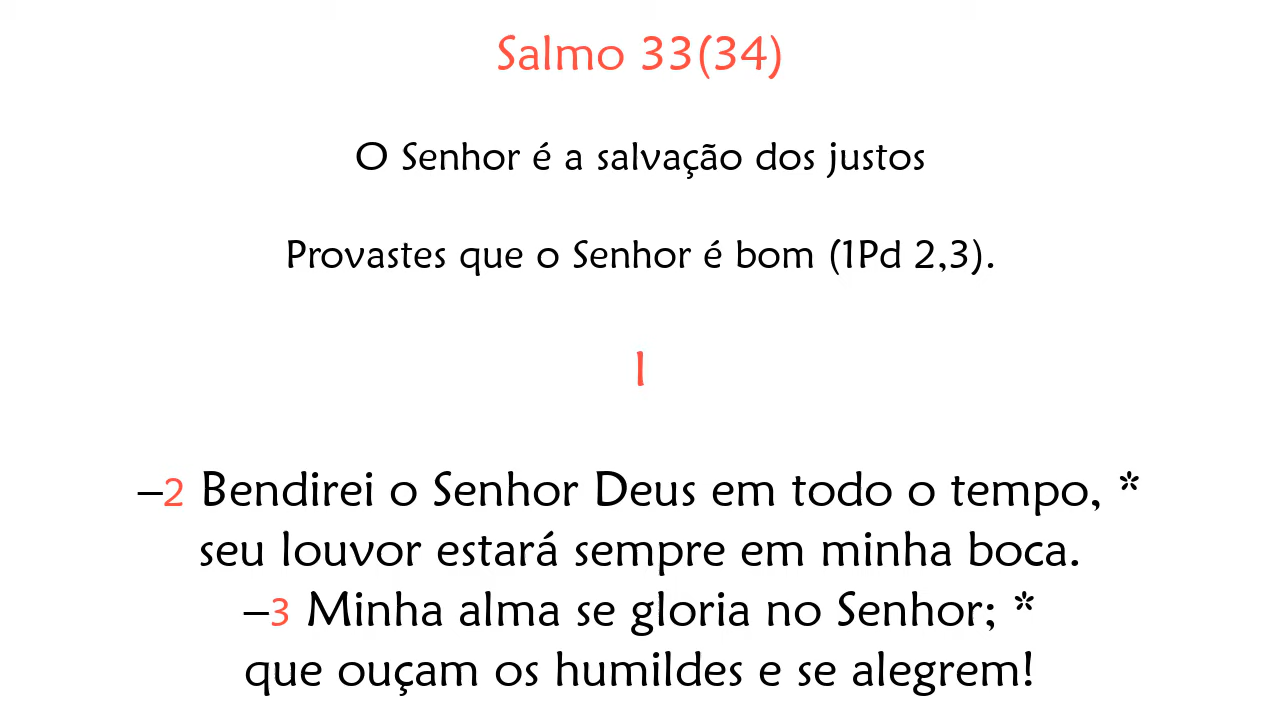 Salmo 33(34)
O Senhor é a salvação dos justos
Provastes que o Senhor é bom (1Pd 2,3).
I
–2 Bendirei o Senhor Deus em todo o tempo, *
seu louvor estará sempre em minha boca.
–3 Minha alma se gloria no Senhor; *
que ouçam os humildes e se alegrem!